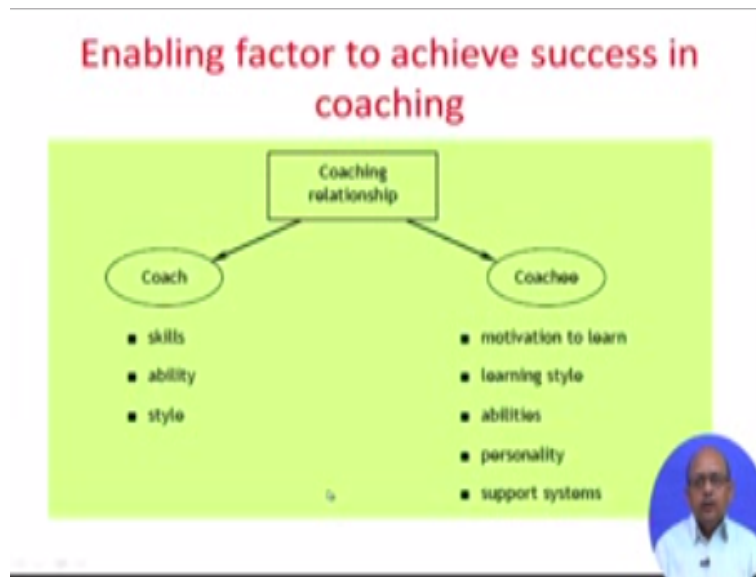 Enabling factor to achieve success in
coaching
Coaching
relationship
Coach
Coachee
▪ skills
▪ ability
▪ style
▪ motivation to learn
▪ learning style
▪ abilities
▪ personality
▪ support systems